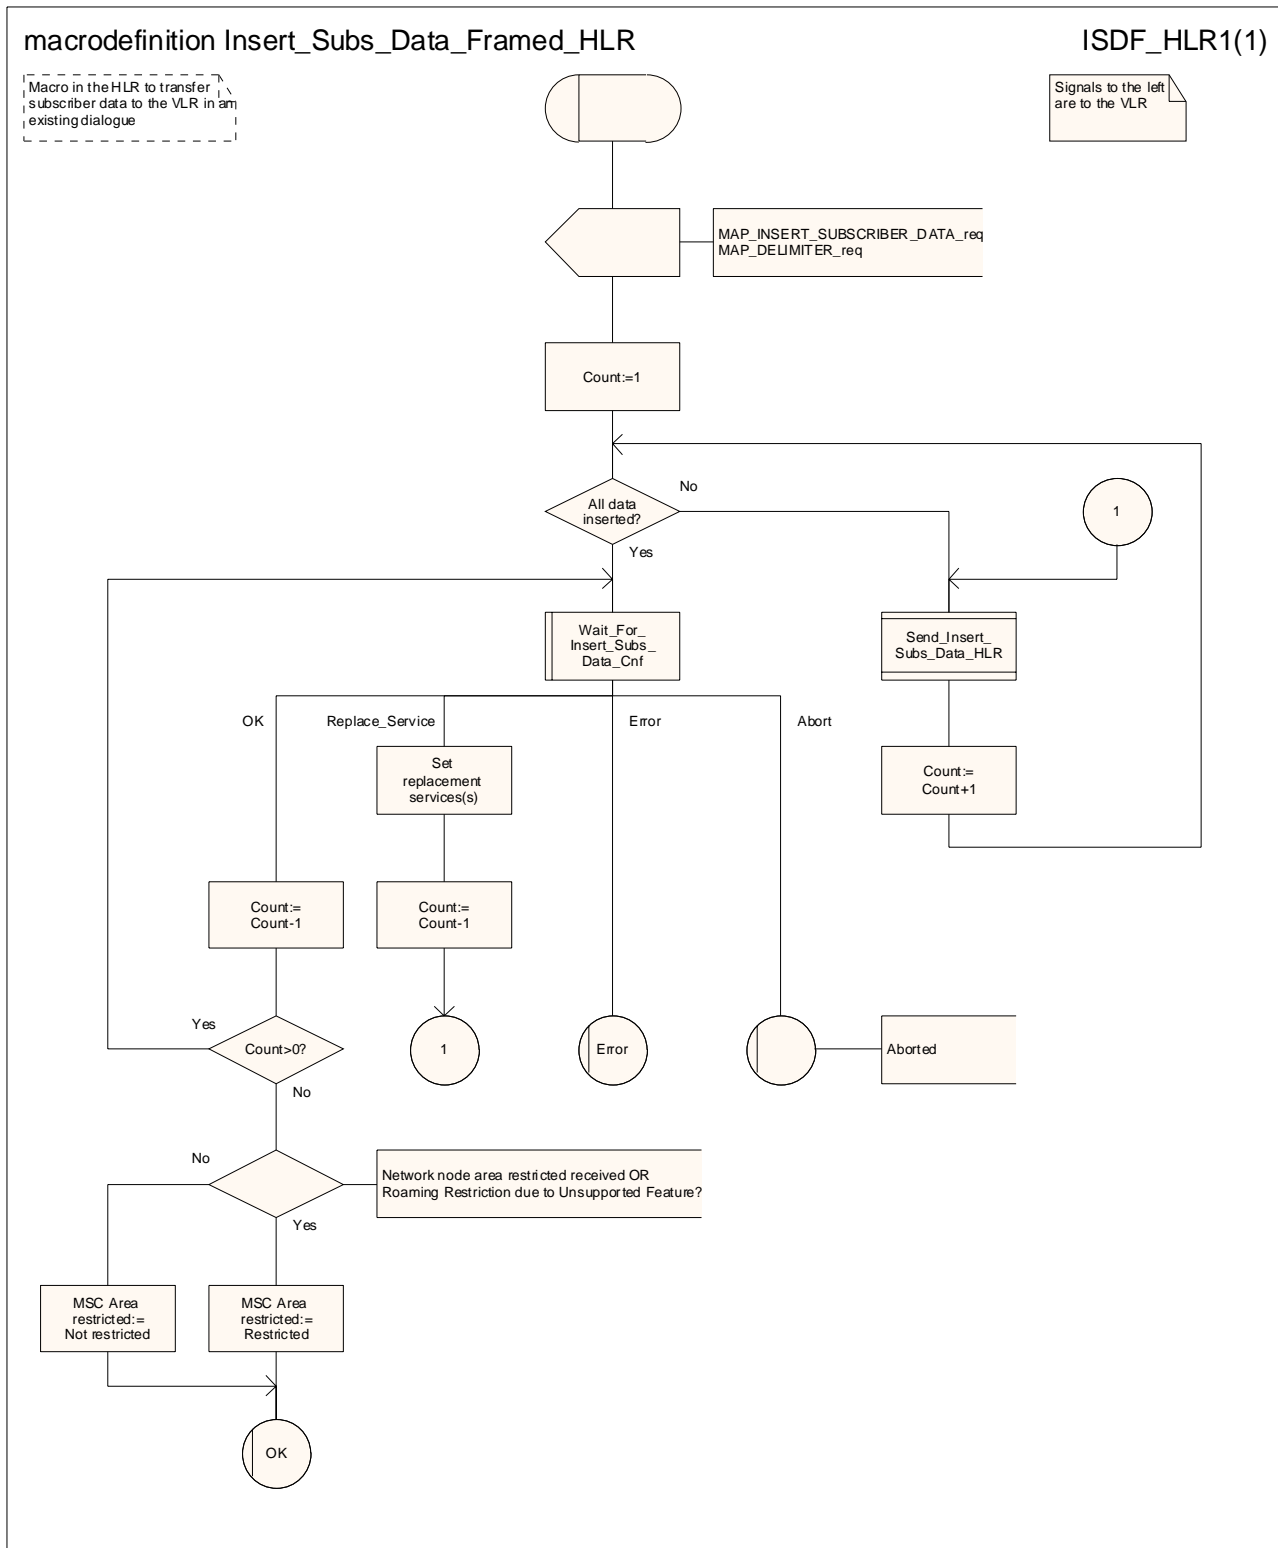 macrodefinition Insert_Subs_Data_Framed_HLR
ISDF_HLR1(1)
Macro in the HLR to transfer
subscriber data to the VLR in an
existing dialogue
Signals to the left
are to the VLR
MAP_INSERT_SUBSCRIBER_DATA_req
MAP_DELIMITER_req
Count:=1
All data
inserted?
No
1
Yes
Wait_For_
Insert_Subs_
Data_Cnf
Send_Insert_
Subs_Data_HLR
OK
Replace_Service
Error
Abort
Set
replacement
services(s)
Count:=
Count+1
Count:=
Count-1
Count:=
Count-1
Yes
Count>0?
1
Error
Aborted
No
No
Network node area restricted received OR
Roaming Restriction due to Unsupported Feature?
Yes
MSC Area
restricted:=
Not restricted
MSC Area
restricted:=
Restricted
OK